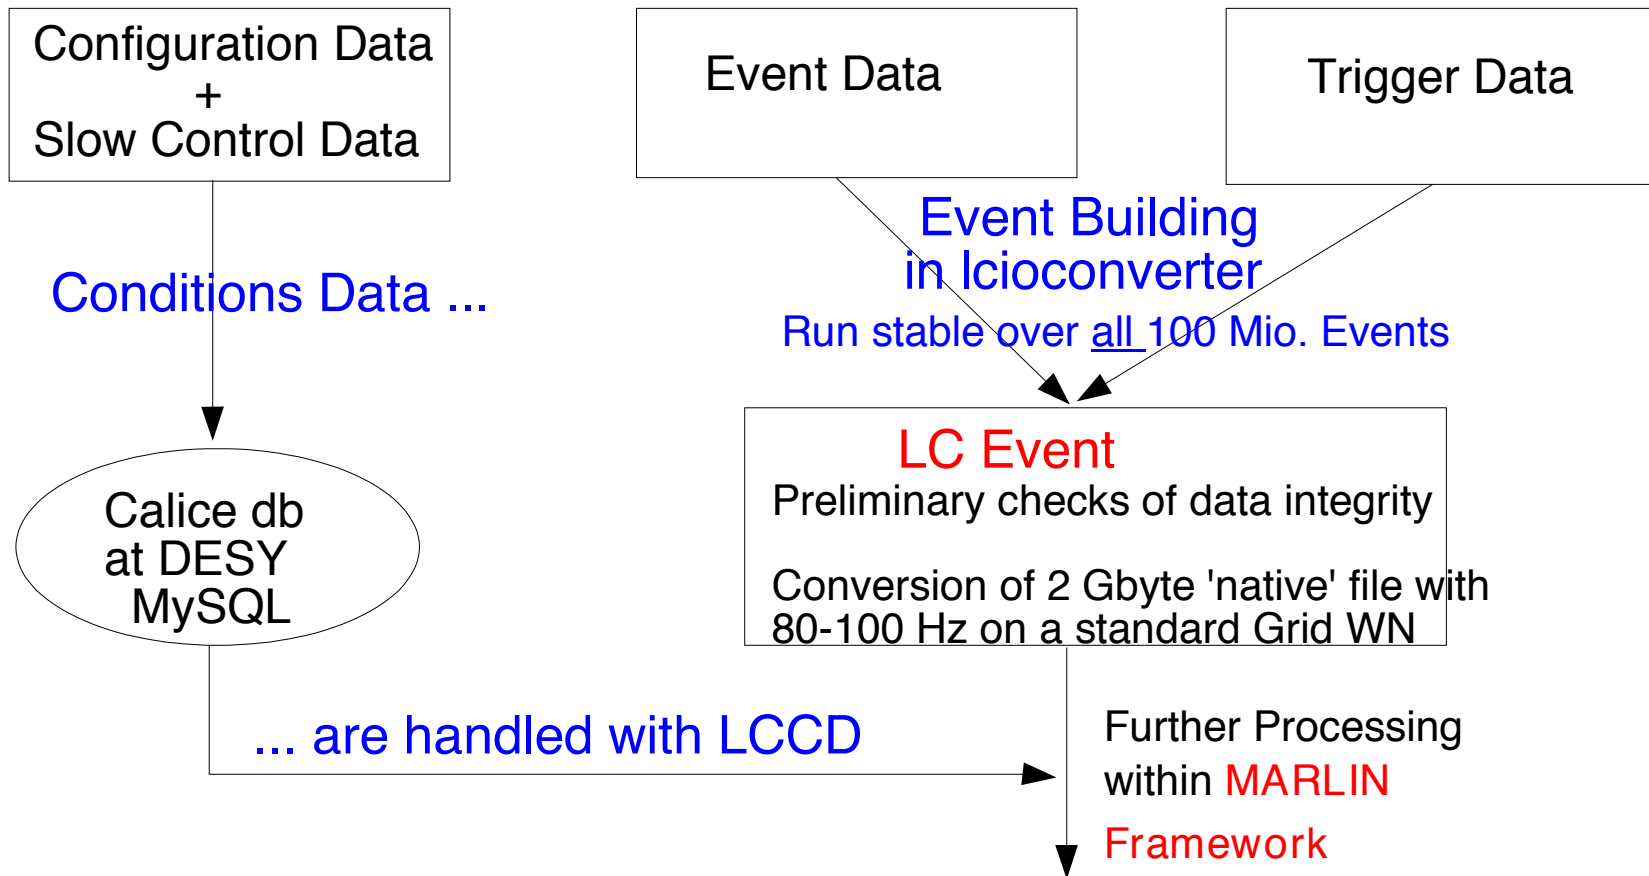 Configuration Data
+
Slow Control Data
Event Data
Trigger Data
Conditions Data ...
Event Building
in lcioconverter
Run stable over all 100 Mio. Events
LC Event
Preliminary checks of data integrity
Conversion of 2 Gbyte 'native' file with
80-100 Hz on a standard Grid WN
Calice db
at DESY
MySQL
... are handled with LCCD
Further Processing
within MARLIN
Framework